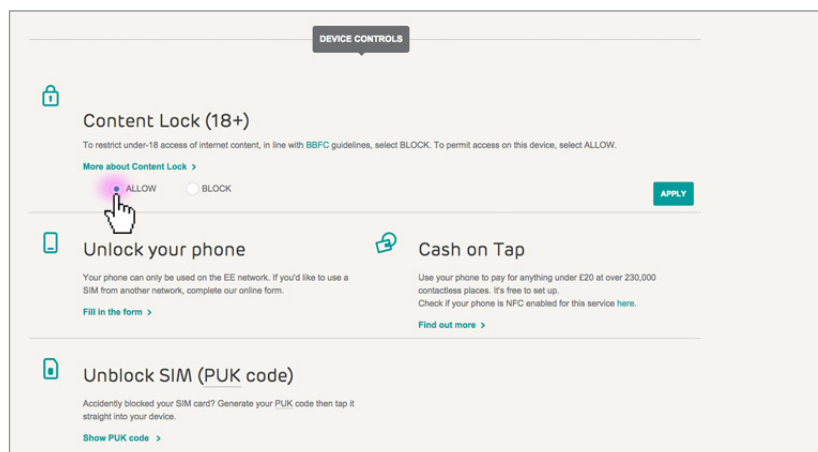 DEVICE CONTROLS
Content Lock (18+)
To restrict under-18 access of internet content, in line with BBFC guidelines, select BLOCK. To permit access on this device, select ALLOW.
More about Content Lock >
ALLOW BLOCK
APPLY
Unlock your phone
Your phone can only be used on the EE network. If you'd like to use a
SIM from another network, complete our online form.
Fill in the form >
Cash on Tap
Use your phone to pay for anything under £20 at over 230,000
contactless places. It's free to set up.
Check if your phone is NFC enabled for this service here.
Find out more >
Unblock SIM (PUK code)
Accidently blocked your SIM card? Generate your PUK code then tap it
straight into your device.
Show PUK code >